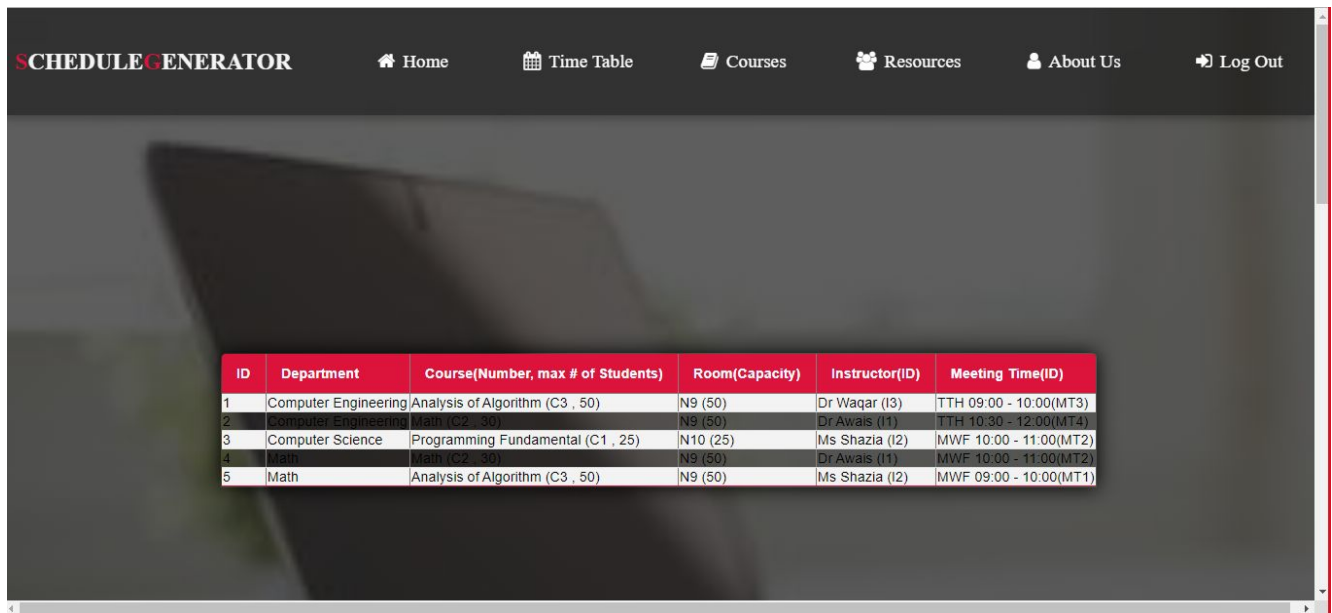 SCHEDULEGENERATOR Home Time Table Courses Resources About Us Log Out
ID Department Course(Number, max # of Students) Room(Capacity) Instructor(ID) Meeting Time(ID)
1 Computer Engineering Analysis of Algorithm (C3 , 50) N9 (50) Dr Waqar (I3) TTH 09:00 - 10:00(MT3)
2 Computer Engineering Math (C2 , 30) N9 (50) Dr Awais (I1) TTH 10:30 - 12:00(MT4)
3 Computer Science Programming Fundamental (C1 , 25) N10 (25) Ms Shazia (I2) MWF 10:00 - 11:00(MT2)
4 Math Math (C2 , 30) N9 (50) Dr Awais (I1) MWF 10:00 - 11:00(MT2)
5 Math Analysis of Algorithm (C3 , 50) N9 (50) Ms Shazia (I2) MWF 09:00 - 10:00(MT1)